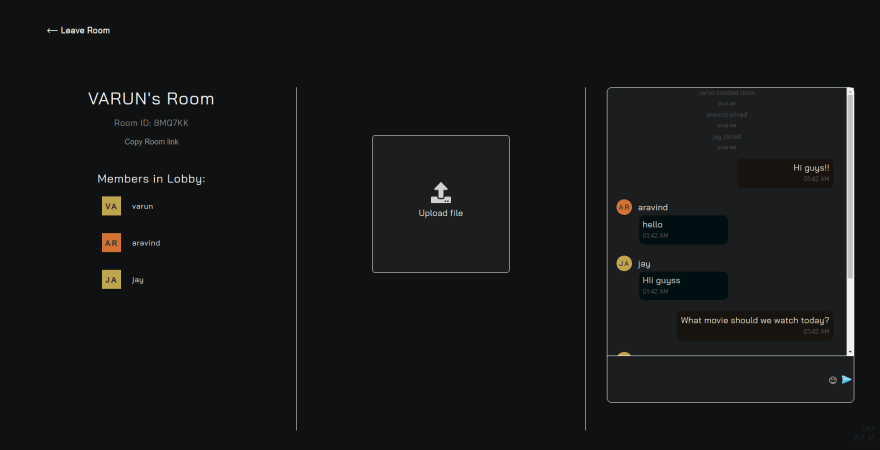 ← Leave Room
VARUN's Room
Room ID: 8MQ7KK
Copy Room link
Members in Lobby:
VA varun
AR aravind
JA jay
Upload file
varun created room
aravind joined
01:42 AM
jay joined
01:42 AM
Hi guys!!
01:42 AM
AR aravind
hello
01:42 AM
JA jay
HIi guyss
01:42 AM
What movie should we watch today?
01:42 AM
Dev